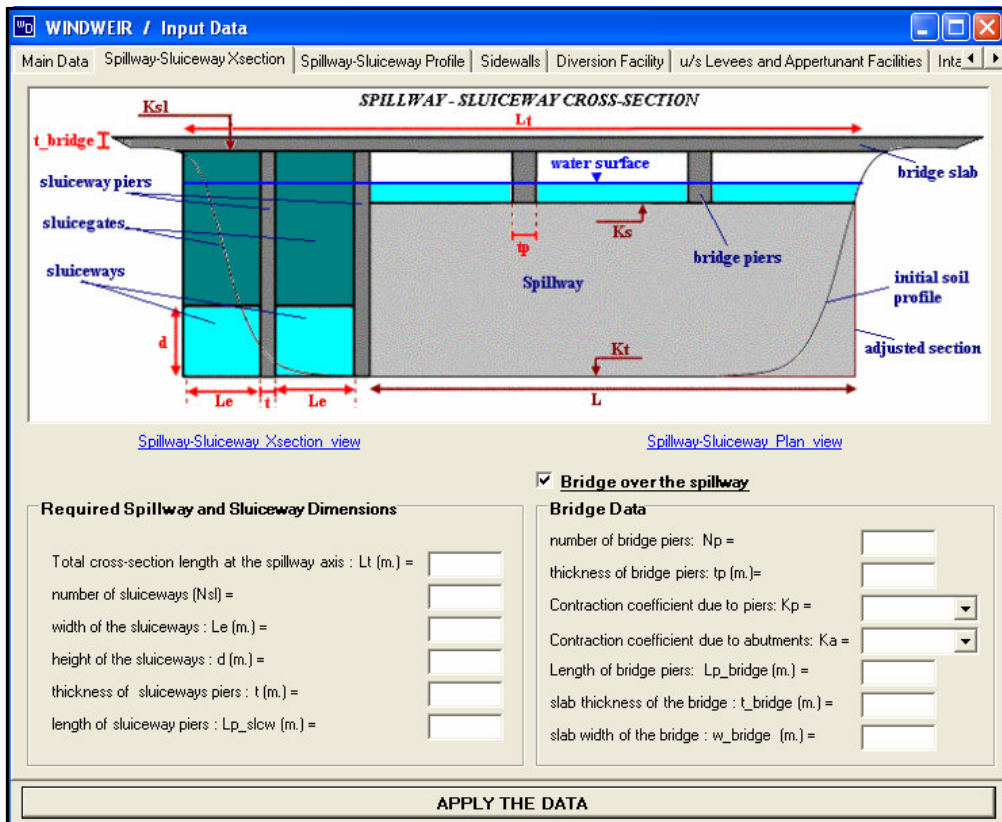 WD WINDWEIR / Input Data
Main Data Spillway-Sluiceway Xsection Spillway-Sluiceway Profile Sidewalls Diversion Facility u/s Levees and Appertunant Facilities Inta
SPILLWAY - SLUICEWAY CROSS-SECTION
Ksl
Lt
t_bridge
water surface
bridge slab
sluiceway piers
sluicegates
Ks
tp
bridge piers
sluiceways
Spillway
initial soil
profile
d
Kt
adjusted section
Le t Le L
Spillway-Sluiceway Xsection view Spillway-Sluiceway Plan view
Bridge over the spillway
Required Spillway and Sluiceway Dimensions
Total cross-section length at the spillway axis : Lt (m.) =
number of sluiceways (Nsl) =
width of the sluiceways : Le (m.) =
height of the sluiceways : d (m.) =
thickness of sluiceways piers : t (m.) =
length of sluiceway piers : Lp_slcw (m.) =
Bridge Data
number of bridge piers: Np =
thickness of bridge piers: tp (m.)=
Contraction coefficient due to piers: Kp =
Contraction coefficient due to abutments: Ka =
Length of bridge piers: Lp_bridge (m.) =
slab thickness of the bridge : t_bridge (m.) =
slab width of the bridge : w_bridge (m.) =
APPLY THE DATA